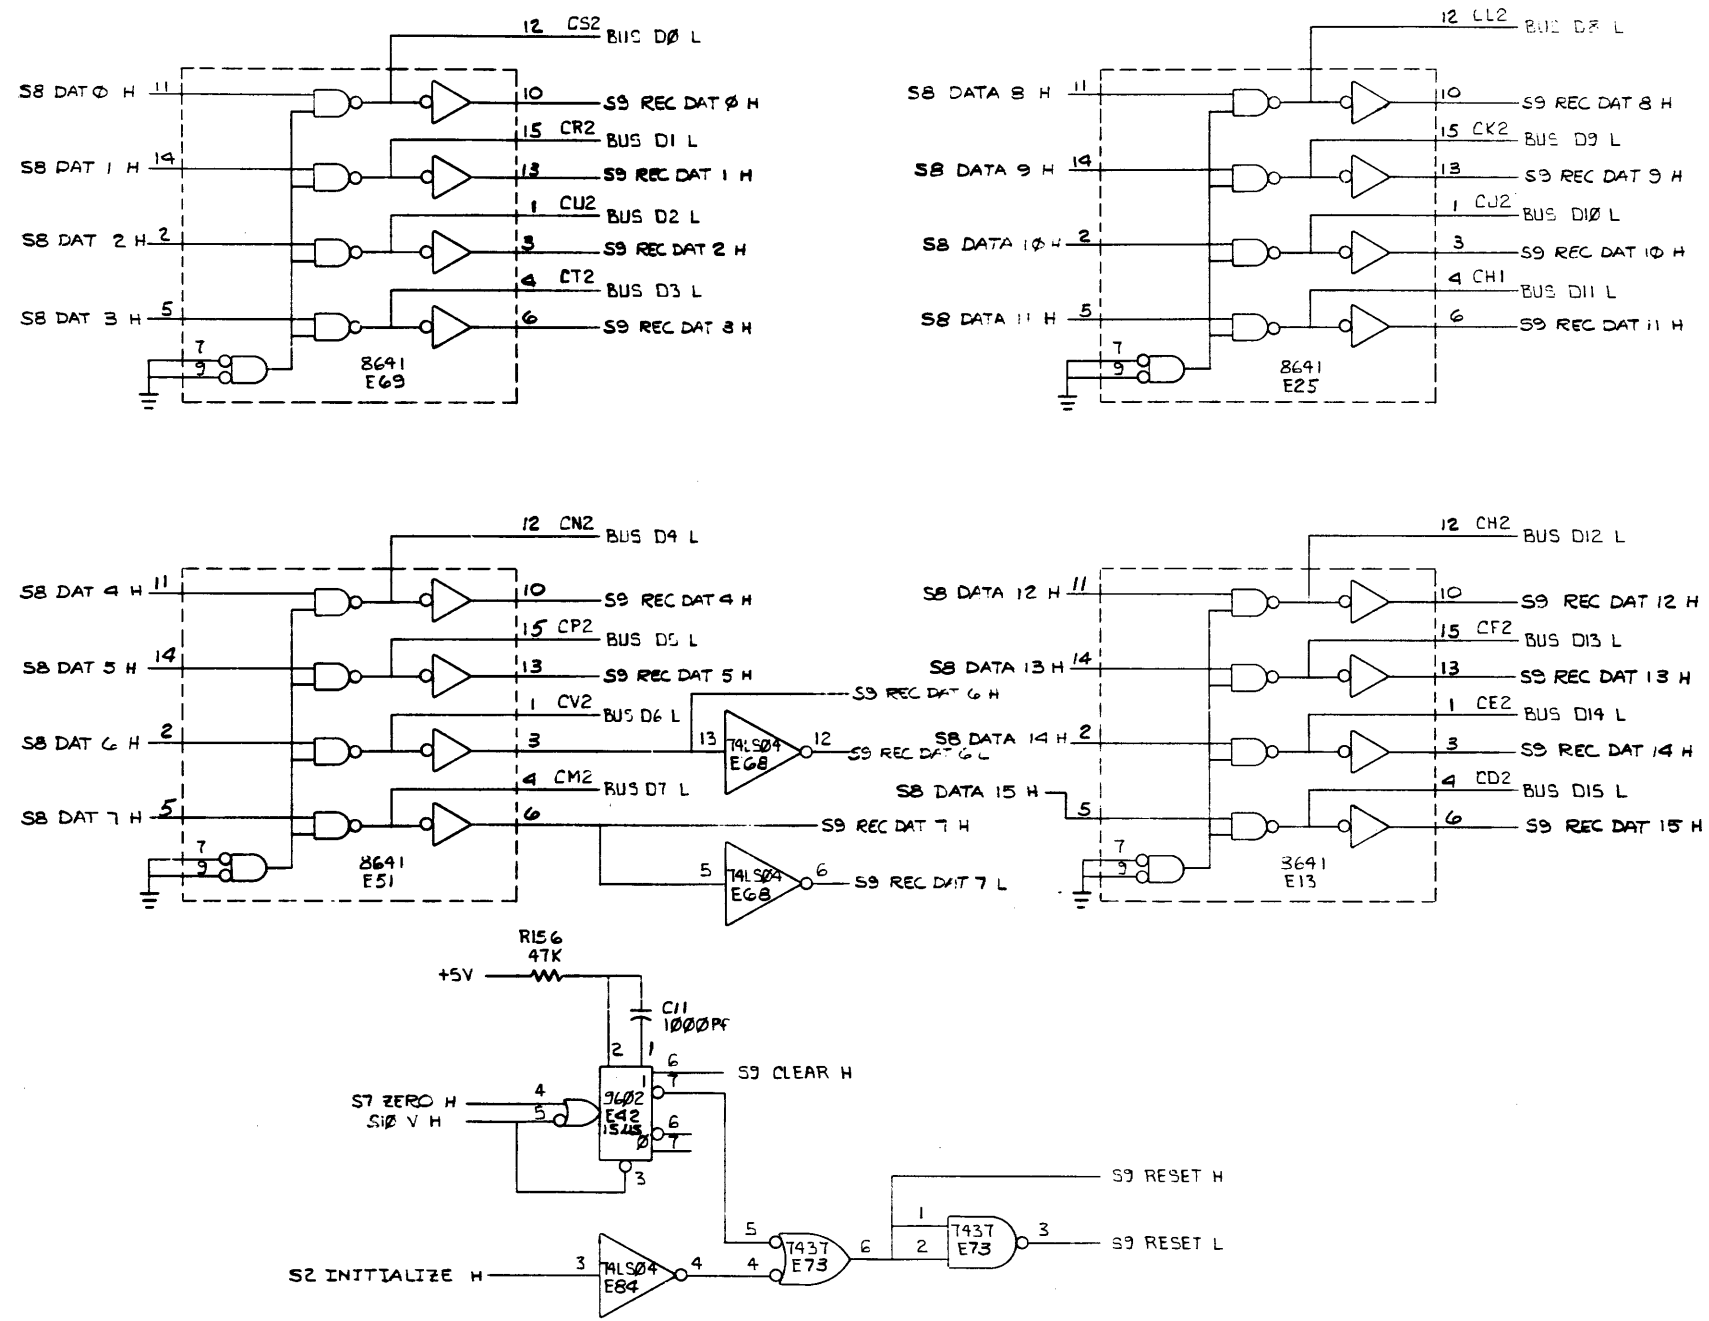 12 CS2 BUS DØ L
S8 DAT Ø H 11
10 S9 REC DAT Ø H
15 CR2 BUS D1 L
S8 DAT 1 H 14
13 S9 REC DAT 1 H
1 CU2 BUS D2 L
S8 DAT 2 H 2
3 S9 REC DAT 2 H
4 CT2 BUS D3 L
S8 DAT 3 H 5
6 S9 REC DAT 3 H
7
9
8641
E69
12 CL2 BUS D8 L
S8 DATA 8 H 11
10 S9 REC DAT 8 H
15 CK2 BUS D9 L
S8 DATA 9 H 14
13 S9 REC DAT 9 H
1 CJ2 BUS D1Ø L
S8 DATA 1Ø H 2
3 S9 REC DAT 1Ø H
4 CH1 BUS D11 L
S8 DATA 11 H 5
6 S9 REC DAT 11 H
7
9
8641
E25
12 CN2 BUS D4 L
S8 DAT 4 H 11
10 S9 REC DAT 4 H
15 CP2 BUS D5 L
S8 DAT 5 H 14
13 S9 REC DAT 5 H
S9 REC DAT 6 H
1 CV2 BUS D6 L
S8 DAT 6 H 2
3
13 74LSØ4 12
E68
S9 REC DAT 6 L
4 CM2 BUS D7 L
S8 DAT 7 H 5
6 S9 REC DAT 7 H
7
9
8641
E51
5 74LSØ4 6
E68
S9 REC DAT 7 L
12 CH2 BUS D12 L
S8 DATA 12 H 11
10 S9 REC DAT 12 H
15 CF2 BUS D13 L
S8 DATA 13 H 14
13 S9 REC DAT 13 H
1 CE2 BUS D14 L
S8 DATA 14 H 2
3 S9 REC DAT 14 H
4 CD2 BUS D15 L
S8 DATA 15 H
5
6 S9 REC DAT 15 H
7
9
8641
E13
R156
47K
+5V
C11
1ØØØPf
2 1
6 S9 CLEAR H
1 7
S7 ZERO H 4
S1Ø V H 5
96Ø2
E42
6
Ø 7
3
S9 RESET H
5
7437
E73
6
1
2
7437
E73
3 S9 RESET L
S2 INITIALIZE H 3
74LSØ4
E84
4 4